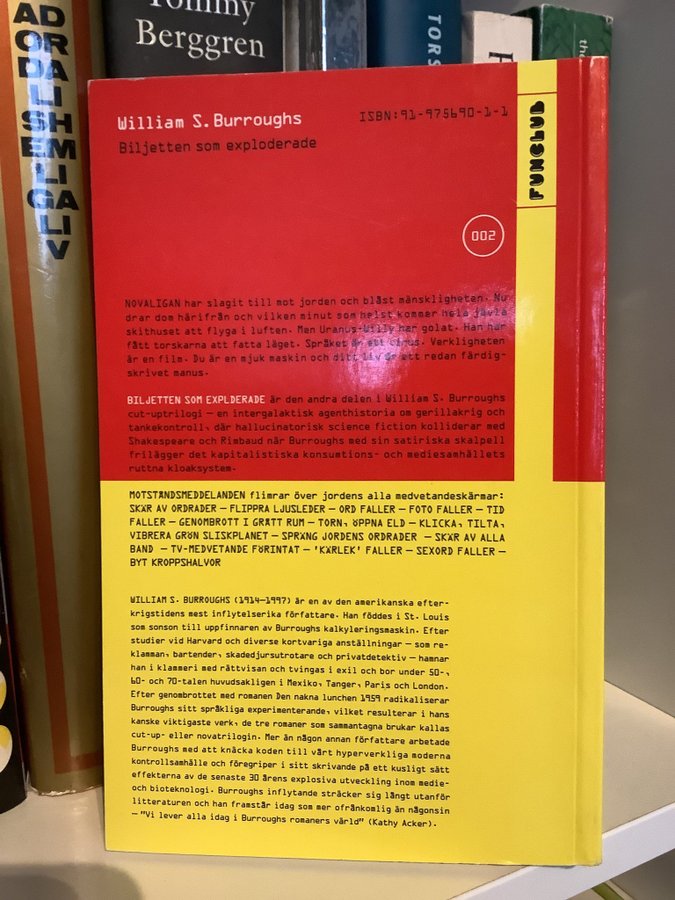 AD
OR
DA
LI
SH
EM
LI
GA
LI
V
Tommy
Berggren
TORS
F
the
William S. Burroughs
Biljetten som exploderade
ISBN:91-975690-1-1
FUNCLUB
002
NOVALIGAN har slagit till mot jorden och blåst mänskligheten. Nu
drar dom härifrån och vilken minut som helst kommer hela jävla
skithuset att flyga i luften. Men Uranus-Willy har golat. Han har
fått torskarna att fatta läget. Språket är ett virus. Verkligheten
är en film. Du är en mjuk maskin och ditt liv är ett redan färdig-
skrivet manus.
BILJETTEN SOM EXPLDERADE är den andra delen i William S. Burroughs
cut-uptrilogi – en intergalaktisk agenthistoria om gerillakrig och
tankekontroll, där hallucinatorisk science fiction kolliderar med
Shakespeare och Rimbaud när Burroughs med sin satiriska skalpell
frilägger det kapitalistiska konsumtions- och mediesamhällets
ruttna kloaksystem.
MOTSTÅNDSMEDDELANDEN flimrar över jordens alla medvetandeskärmar:
SKÄR AV ORDRADER – FLIPPRA LJUSLEDER – ORD FALLER – FOTO FALLER – TID
FALLER – GENOMBROTT I GRÅTT RUM – TORN, ÖPPNA ELD – KLICKA, TILTA,
VIBRERA GRÖN SLISKPLANET – SPRÄNG JORDENS ORDRADER – SKÄR AV ALLA
BAND – TV-MEDVETANDE FÖRINTAT – 'KÄRLEK' FALLER – SEXORD FALLER –
BYT KROPPSHALVOR
WILLIAM S. BURROUGHS (1914–1997) är en av den amerikanska efter-
krigstidens mest inflytelserika författare. Han föddes i St. Louis
som sonson till uppfinnaren av Burroughs kalkyleringsmaskin. Efter
studier vid Harvard och diverse kortvariga anställningar – som re-
klamman, bartender, skadedjursutrotare och privatdetektiv – hamnar
han i klammeri med rättvisan och tvingas i exil och bor under 50-,
60- och 70-talen huvudsakligen i Mexiko, Tanger, Paris och London.
Efter genombrottet med romanen Den nakna lunchen 1959 radikaliserar
Burroughs sitt språkliga experimenterande, vilket resulterar i hans
kanske viktigaste verk, de tre romaner som sammantagna brukar kallas
cut-up- eller novatrilogin. Mer än någon annan författare arbetade
Burroughs med att knäcka koden till vårt hyperverkliga moderna
kontrollsamhälle och föregriper i sitt skrivande på ett kusligt sätt
effekterna av de senaste 30 årens explosiva utveckling inom medie-
och bioteknologi. Burroughs inflytande sträcker sig långt utanför
litteraturen och han framstår idag som mer ofrånkomlig än någonsin
– "Vi lever alla idag i Burroughs romaners värld" (Kathy Acker).